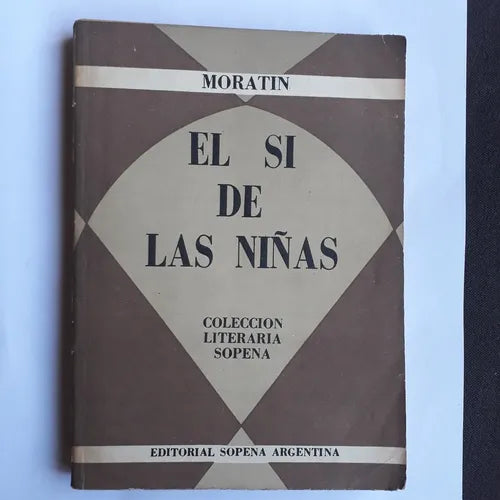 MORATIN
EL SI
DE
LAS NIÑAS
COLECCION
LITERARIA
SOPENA
EDITORIAL SOPENA ARGENTINA